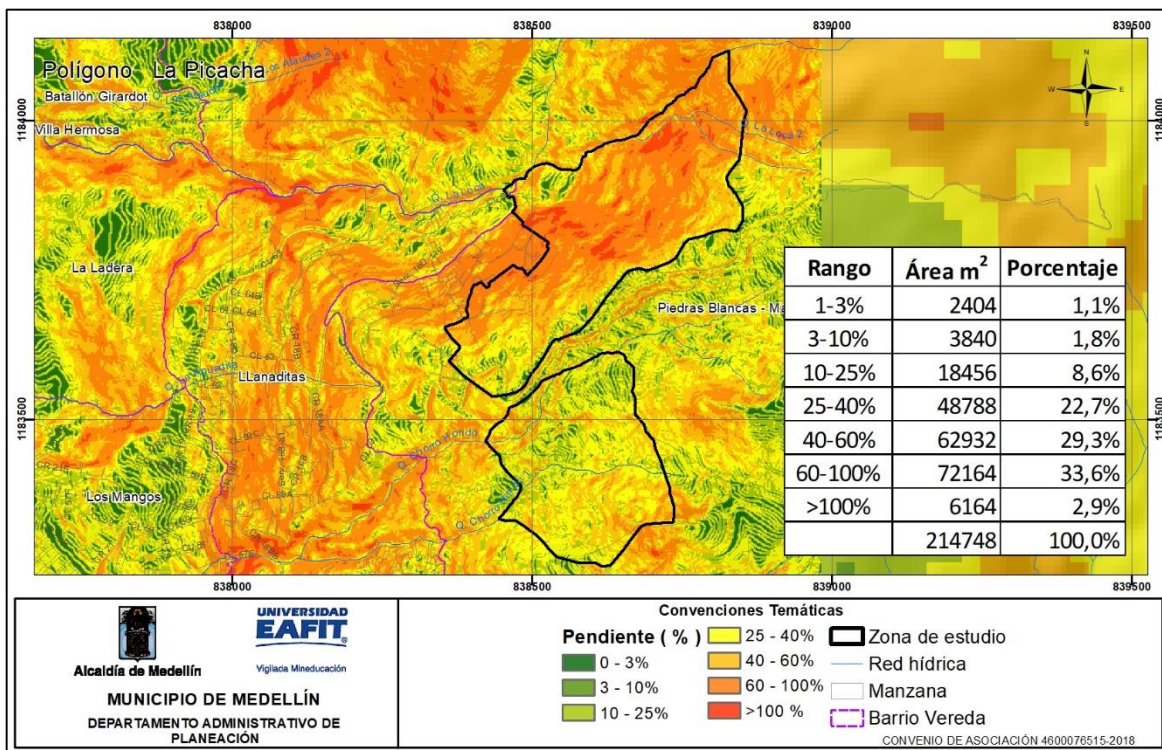 838000 838500 839000 839500
Polígono La Picacha
Q. Los Ataudes 2
Batallón Girardot
Villa Hermosa
1184000
1184000
N
W E
S
Q. La Loca 2
Q. La Loca
La Ladera
Piedras Blancas - Ma
LLanaditas
Q. Chorro Hondo
1183500
1183500
Los Mangos
Rango Área m² Porcentaje
1-3% 2404 1,1%
3-10% 3840 1,8%
10-25% 18456 8,6%
25-40% 48788 22,7%
40-60% 62932 29,3%
60-100% 72164 33,6%
>100% 6164 2,9%
214748 100,0%
838000 838500 839000 839500
Alcaldía de Medellín
UNIVERSIDAD
EAFIT
®
Vigilada Mineducación
MUNICIPIO DE MEDELLÍN
DEPARTAMENTO ADMINISTRATIVO DE
PLANEACIÓN
Convenciones Temáticas
Pendiente ( % )
0 - 3%
3 - 10%
10 - 25%
25 - 40%
40 - 60%
60 - 100%
>100 %
Zona de estudio
Red hídrica
Manzana
Barrio Vereda
CONVENIO DE ASOCIACIÓN 4600076515-2018